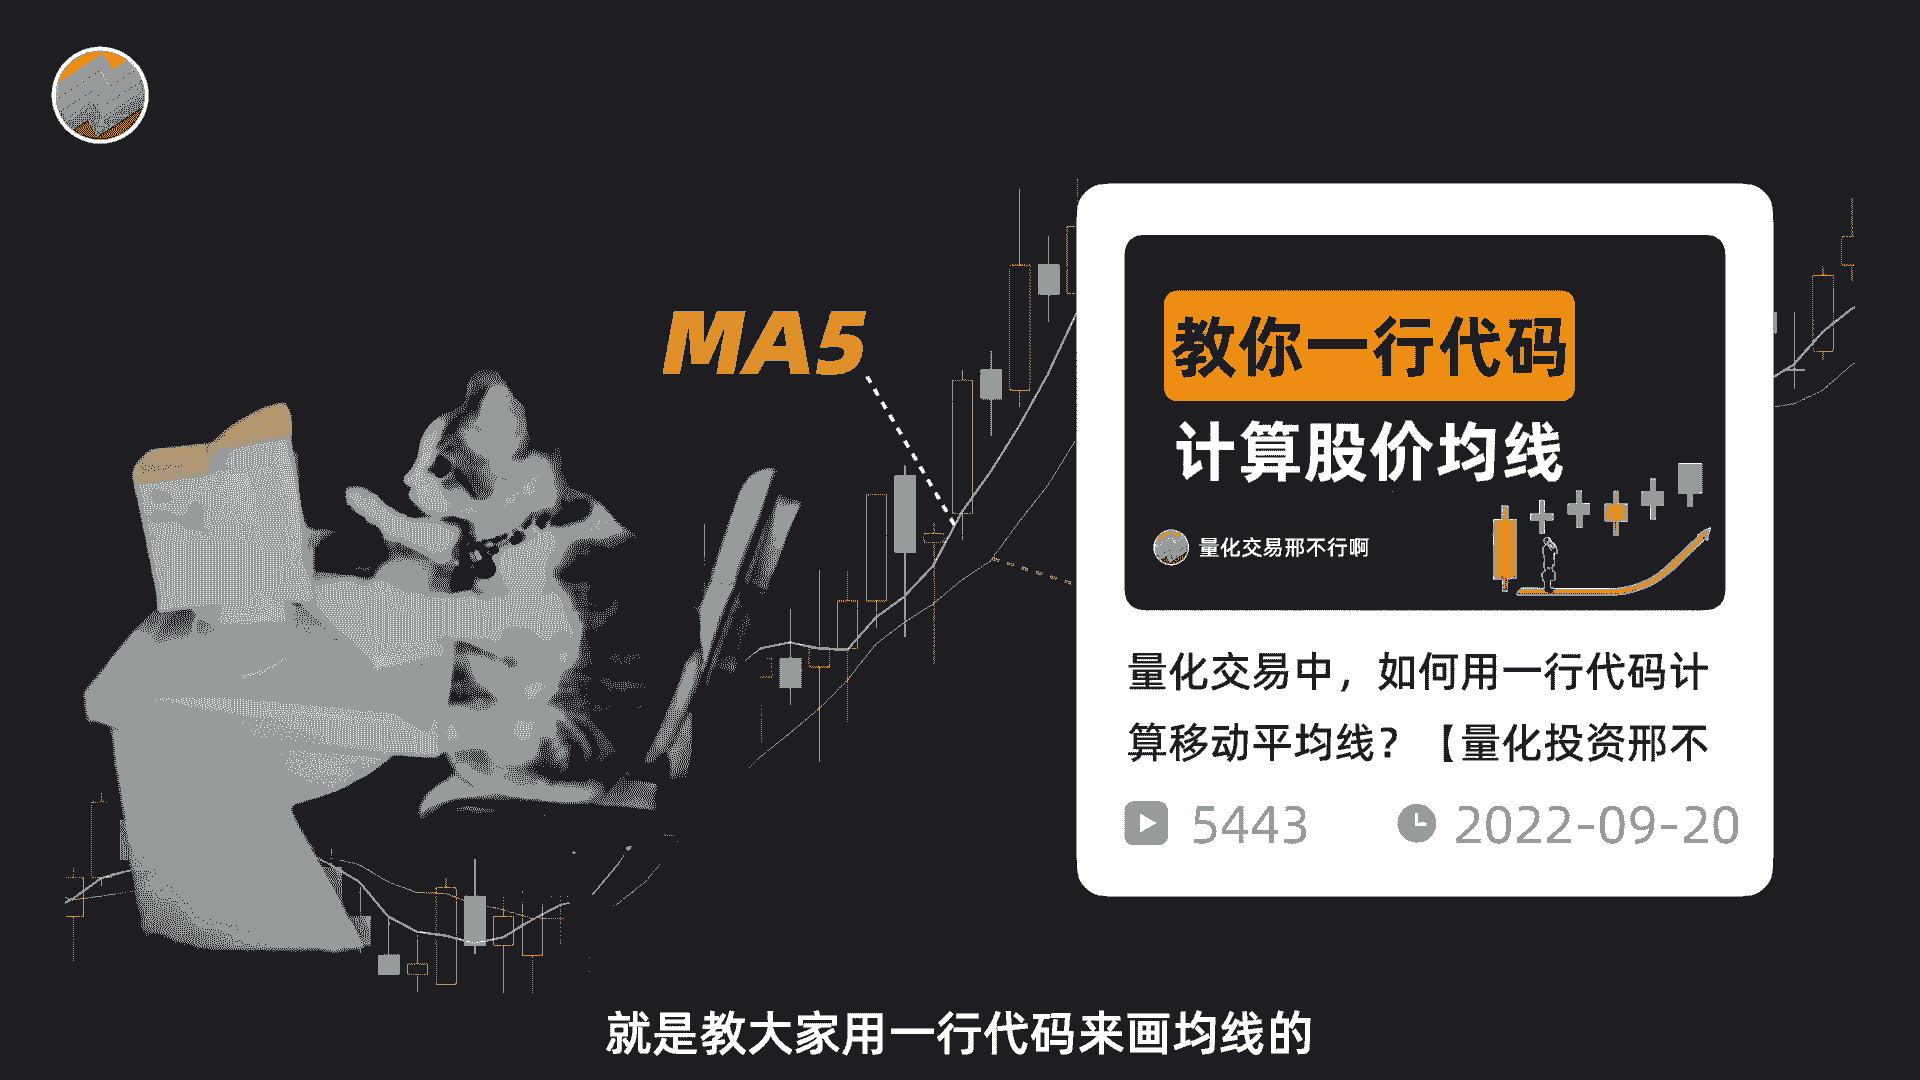 MA5
教你一行代码
计算股价均线
量化交易邢不行啊
量化交易中，如何用一行代码计
算移动平均线？【量化投资邢不
5443
2022-09-20
就是教大家用一行代码来画均线的